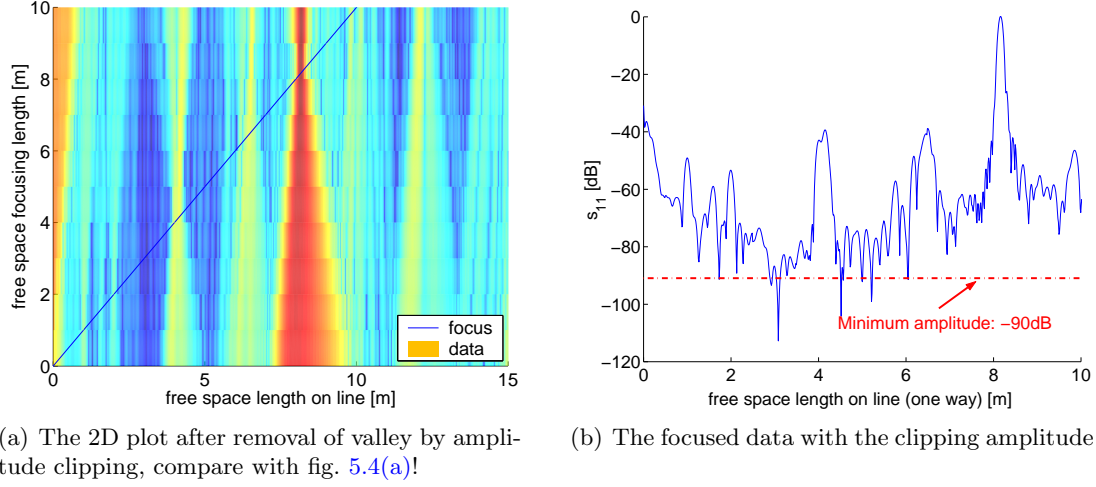 10
8
6
4
2
0
free space focusing length [m]
focus
data
0
5
10
15
free space length on line [m]
(a) The 2D plot after removal of valley by ampli-
tude clipping, compare with fig. 5.4(a)!
0
−20
−40
−60
−80
−100
−120
s11 [dB]
Minimum amplitude: −90dB
0
2
4
6
8
10
free space length on line (one way) [m]
(b) The focused data with the clipping amplitude